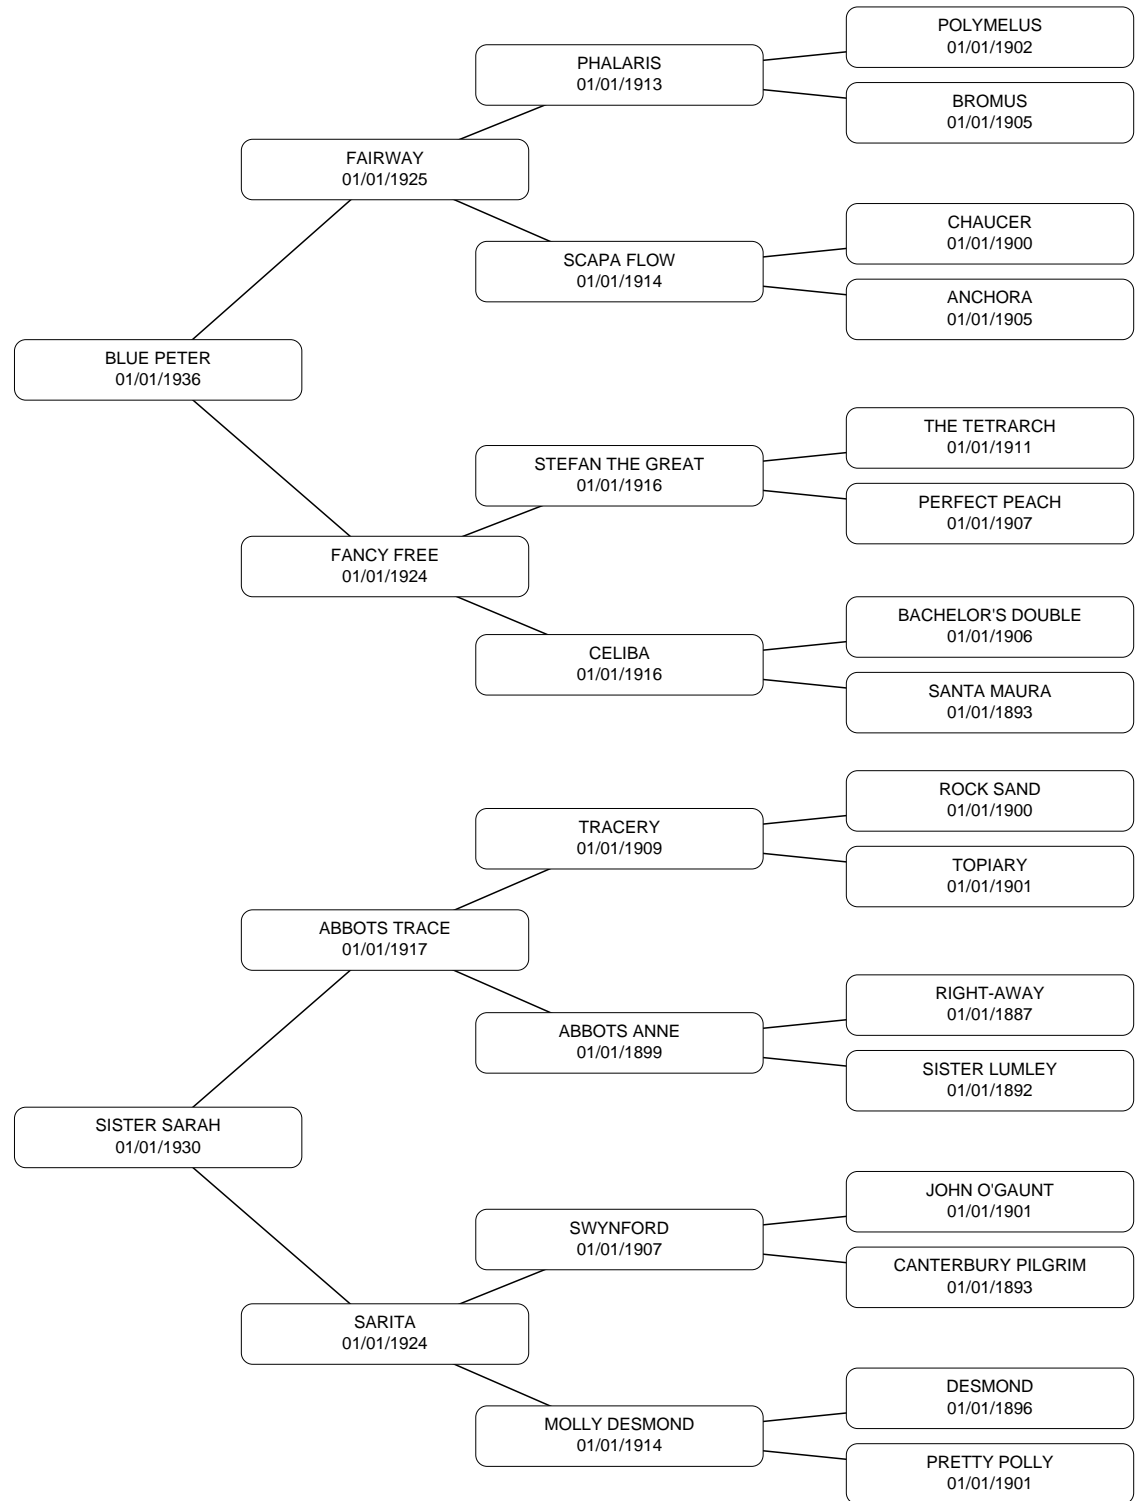 POLYMELUS
01/01/1902
PHALARIS
01/01/1913
BROMUS
01/01/1905
FAIRWAY
01/01/1925
CHAUCER
01/01/1900
SCAPA FLOW
01/01/1914
ANCHORA
01/01/1905
BLUE PETER
01/01/1936
THE TETRARCH
01/01/1911
STEFAN THE GREAT
01/01/1916
PERFECT PEACH
01/01/1907
FANCY FREE
01/01/1924
BACHELOR'S DOUBLE
01/01/1906
CELIBA
01/01/1916
SANTA MAURA
01/01/1893
ROCK SAND
01/01/1900
TRACERY
01/01/1909
TOPIARY
01/01/1901
ABBOTS TRACE
01/01/1917
RIGHT-AWAY
01/01/1887
ABBOTS ANNE
01/01/1899
SISTER LUMLEY
01/01/1892
SISTER SARAH
01/01/1930
JOHN O'GAUNT
01/01/1901
SWYNFORD
01/01/1907
CANTERBURY PILGRIM
01/01/1893
SARITA
01/01/1924
DESMOND
01/01/1896
MOLLY DESMOND
01/01/1914
PRETTY POLLY
01/01/1901